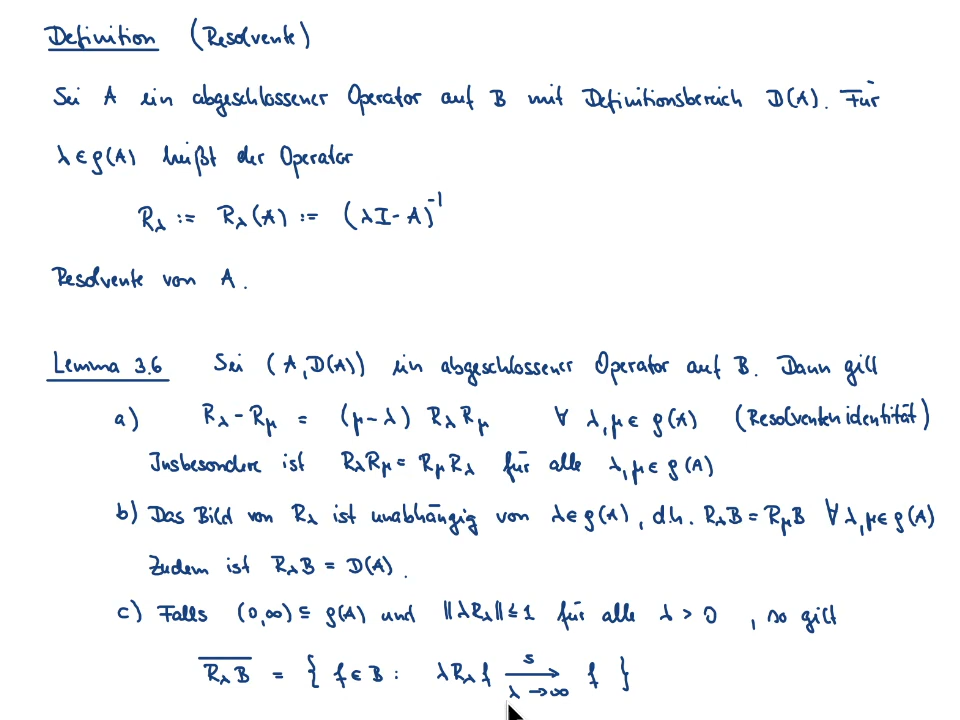 Definition (Resolvente)
Sei A ein abgeschlossener Operator auf B mit Definitionsbereich D(A). Für
λ ∈ ρ(A) heißt der Operator
R_λ := R_λ(A) := (λI - A)^{-1}
Resolvente von A.
Lemma 3.6 Sei (A, D(A)) ein abgeschlossener Operator auf B. Dann gilt
a) R_λ - R_μ = (μ-λ) R_λ R_μ ∀ λ, μ ∈ ρ(A) (Resolventenidentität)
Insbesondere ist R_λ R_μ = R_μ R_λ für alle λ, μ ∈ ρ(A)
b) Das Bild von R_λ ist unabhängig von λ ∈ ρ(A), d.h. R_λ B = R_μ B ∀ λ, μ ∈ ρ(A)
Zudem ist R_λ B = D(A).
c) Falls (0,∞) ⊆ ρ(A) und ‖λR_λ‖ ≤ 1 für alle λ > 0, so gilt
\overline{R_λ B} = { f ∈ B : λR_λ f \xrightarrow[λ→∞]{s} f }